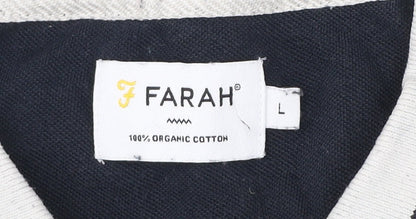 F FARAH®
L
100% ORGANIC COTTON